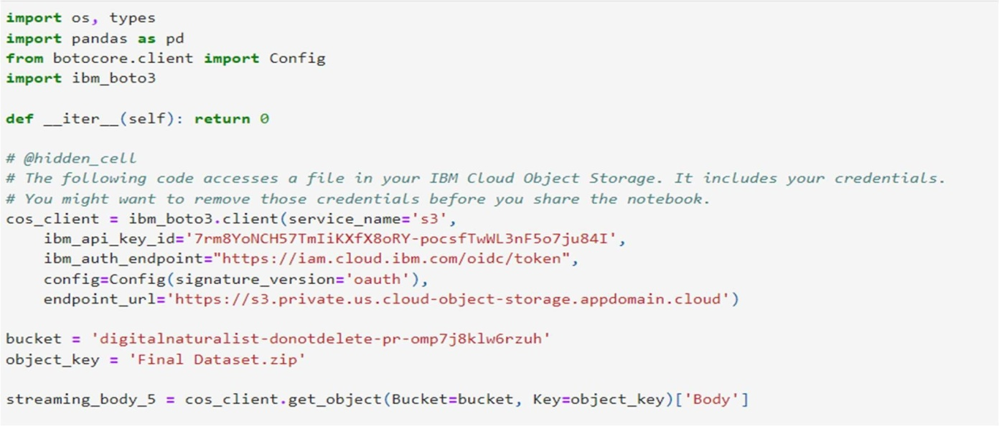 import os, types
import pandas as pd
from botocore.client import Config
import ibm_boto3
def __iter__(self): return 0
# @hidden_cell
# The following code accesses a file in your IBM Cloud Object Storage. It includes your credentials.
# You might want to remove those credentials before you share the notebook.
cos_client = ibm_boto3.client(service_name='s3',
ibm_api_key_id='7rm8YoNCH57TmIiKXfX8oRY-pocsfTwWL3nF5o7ju84I',
ibm_auth_endpoint="https://iam.cloud.ibm.com/oidc/token",
config=Config(signature_version='oauth'),
endpoint_url='https://s3.private.us.cloud-object-storage.appdomain.cloud')
bucket = 'digitalnaturalist-donotdelete-pr-omp7j8klw6rzuh'
object_key = 'Final Dataset.zip'
streaming_body_5 = cos_client.get_object(Bucket=bucket, Key=object_key)['Body']